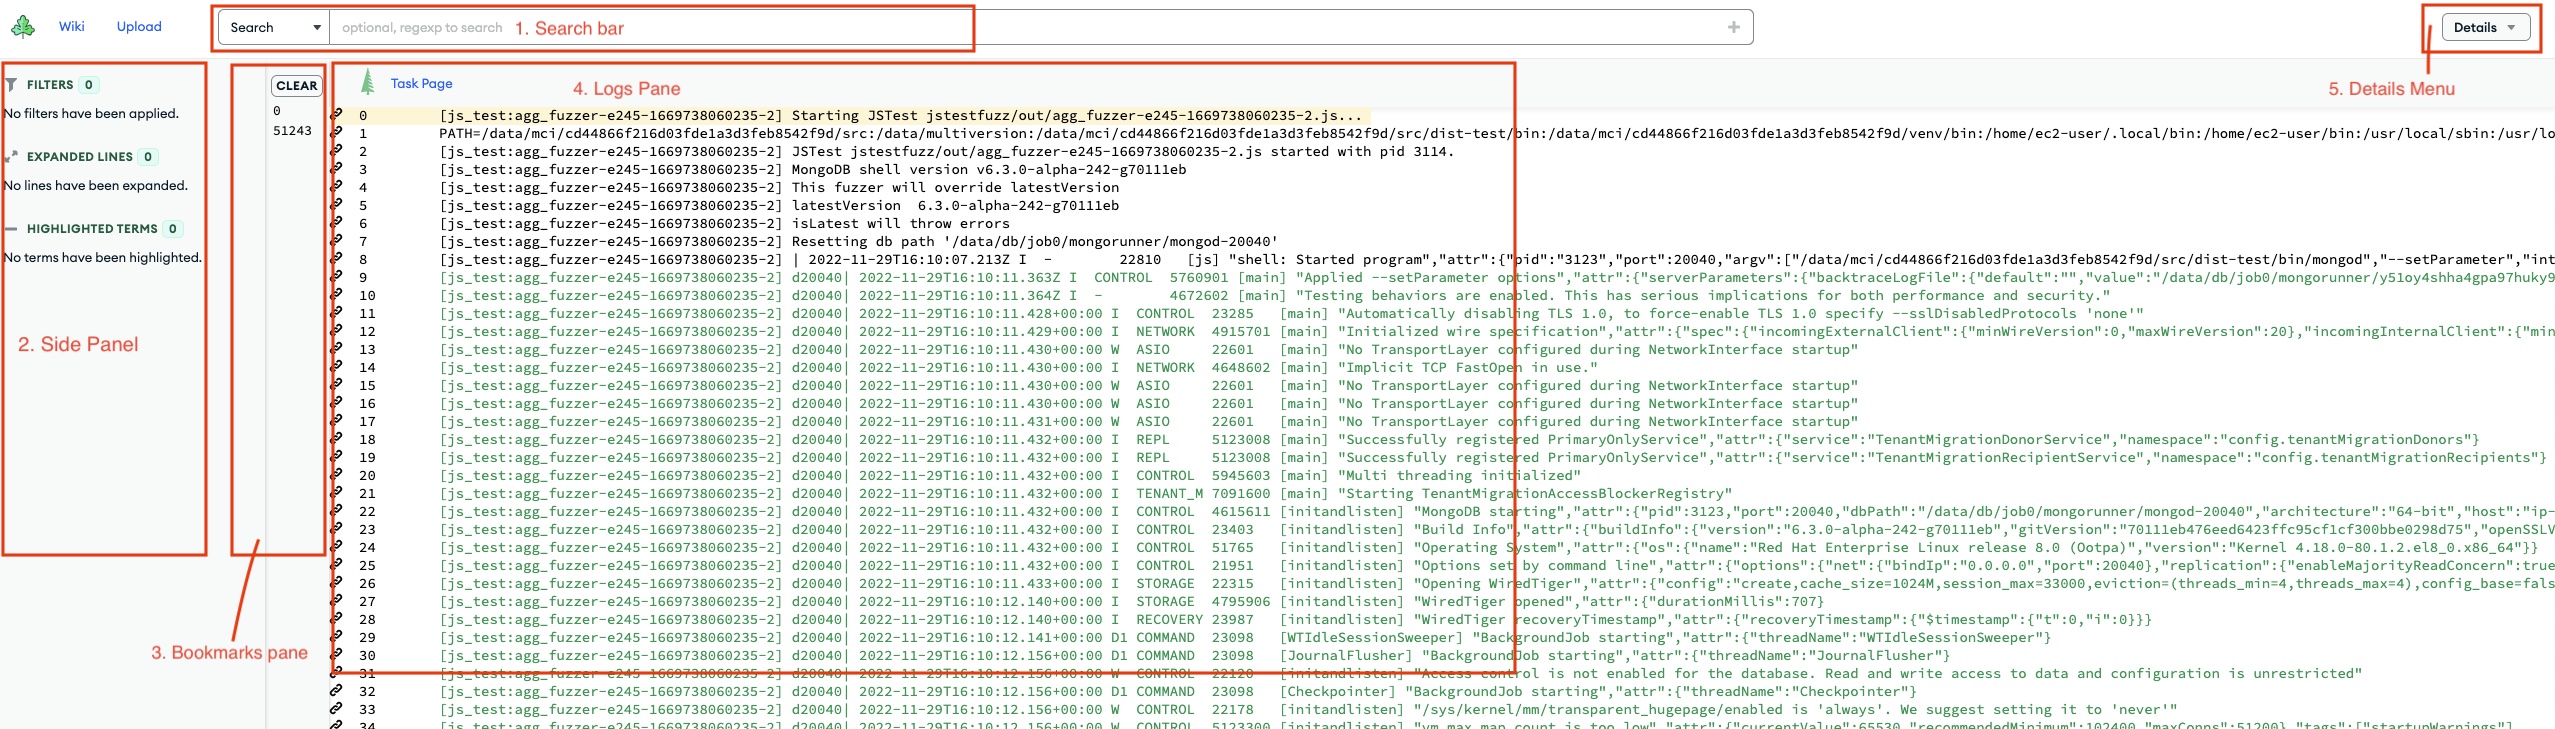 Wiki Upload Search optional, regexp to search 1. Search bar Details
FILTERS 0
No filters have been applied.
EXPANDED LINES 0
No lines have been expanded.
HIGHLIGHTED TERMS 0
No terms have been highlighted.
2. Side Panel
CLEAR
0
51243
3. Bookmarks pane
Task Page
4. Logs Pane
5. Details Menu
0 [js_test:agg_fuzzer-e245-1669738060235-2] Starting JSTest jstestfuzz/out/agg_fuzzer-e245-1669738060235-2.js...
1 PATH=/data/mci/cd44866f216d03fde1a3d3feb8542f9d/src:/data/multiversion:/data/mci/cd44866f216d03fde1a3d3feb8542f9d/src/dist-test/bin:/data/mci/cd44866f216d03fde1a3d3feb8542f9d/venv/bin:/home/ec2-user/.local/bin:/home/ec2-user/bin:/usr/local/sbin:/usr/lo
2 [js_test:agg_fuzzer-e245-1669738060235-2] JSTest jstestfuzz/out/agg_fuzzer-e245-1669738060235-2.js started with pid 3114.
3 [js_test:agg_fuzzer-e245-1669738060235-2] MongoDB shell version v6.3.0-alpha-242-g70111eb
4 [js_test:agg_fuzzer-e245-1669738060235-2] This fuzzer will override latestVersion
5 [js_test:agg_fuzzer-e245-1669738060235-2] latestVersion 6.3.0-alpha-242-g70111eb
6 [js_test:agg_fuzzer-e245-1669738060235-2] isLatest will throw errors
7 [js_test:agg_fuzzer-e245-1669738060235-2] Resetting db path '/data/db/job0/mongorunner/mongod-20040'
8 [js_test:agg_fuzzer-e245-1669738060235-2] | 2022-11-29T16:10:07.213Z I - 22810 [js] "shell: Started program","attr":{"pid":"3123","port":20040,"argv":["/data/mci/cd44866f216d03fde1a3d3feb8542f9d/src/dist-test/bin/mongod","--setParameter","int
9 [js_test:agg_fuzzer-e245-1669738060235-2] d20040| 2022-11-29T16:10:11.363Z I CONTROL 5760901 [main] "Applied --setParameter options","attr":{"serverParameters":{"backtraceLogFile":{"default":"","value":"/data/db/job0/mongorunner/y51oy4shha4gpa97huky9
10 [js_test:agg_fuzzer-e245-1669738060235-2] d20040| 2022-11-29T16:10:11.364Z I - 4672602 [main] "Testing behaviors are enabled. This has serious implications for both performance and security."
11 [js_test:agg_fuzzer-e245-1669738060235-2] d20040| 2022-11-29T16:10:11.428+00:00 I CONTROL 23285 [main] "Automatically disabling TLS 1.0, to force-enable TLS 1.0 specify --sslDisabledProtocols 'none'"
12 [js_test:agg_fuzzer-e245-1669738060235-2] d20040| 2022-11-29T16:10:11.429+00:00 I NETWORK 4915701 [main] "Initialized wire specification","attr":{"spec":{"incomingExternalClient":{"minWireVersion":0,"maxWireVersion":20},"incomingInternalClient":{"min
13 [js_test:agg_fuzzer-e245-1669738060235-2] d20040| 2022-11-29T16:10:11.430+00:00 W ASIO 22601 [main] "No TransportLayer configured during NetworkInterface startup"
14 [js_test:agg_fuzzer-e245-1669738060235-2] d20040| 2022-11-29T16:10:11.430+00:00 I NETWORK 4648602 [main] "Implicit TCP FastOpen in use."
15 [js_test:agg_fuzzer-e245-1669738060235-2] d20040| 2022-11-29T16:10:11.430+00:00 W ASIO 22601 [main] "No TransportLayer configured during NetworkInterface startup"
16 [js_test:agg_fuzzer-e245-1669738060235-2] d20040| 2022-11-29T16:10:11.430+00:00 W ASIO 22601 [main] "No TransportLayer configured during NetworkInterface startup"
17 [js_test:agg_fuzzer-e245-1669738060235-2] d20040| 2022-11-29T16:10:11.431+00:00 W ASIO 22601 [main] "No TransportLayer configured during NetworkInterface startup"
18 [js_test:agg_fuzzer-e245-1669738060235-2] d20040| 2022-11-29T16:10:11.432+00:00 I REPL 5123008 [main] "Successfully registered PrimaryOnlyService","attr":{"service":"TenantMigrationDonorService","namespace":"config.tenantMigrationDonors"}
19 [js_test:agg_fuzzer-e245-1669738060235-2] d20040| 2022-11-29T16:10:11.432+00:00 I REPL 5123008 [main] "Successfully registered PrimaryOnlyService","attr":{"service":"TenantMigrationRecipientService","namespace":"config.tenantMigrationRecipients"}
20 [js_test:agg_fuzzer-e245-1669738060235-2] d20040| 2022-11-29T16:10:11.432+00:00 I CONTROL 5945603 [main] "Multi threading initialized"
21 [js_test:agg_fuzzer-e245-1669738060235-2] d20040| 2022-11-29T16:10:11.432+00:00 I TENANT_M 7091600 [main] "Starting TenantMigrationAccessBlockerRegistry"
22 [js_test:agg_fuzzer-e245-1669738060235-2] d20040| 2022-11-29T16:10:11.432+00:00 I CONTROL 4615611 [initandlisten] "MongoDB starting","attr":{"pid":3123,"port":20040,"dbPath":"/data/db/job0/mongorunner/mongod-20040","architecture":"64-bit","host":"ip-
23 [js_test:agg_fuzzer-e245-1669738060235-2] d20040| 2022-11-29T16:10:11.432+00:00 I CONTROL 23403 [initandlisten] "Build Info","attr":{"buildInfo":{"version":"6.3.0-alpha-242-g70111eb","gitVersion":"70111eb476eed6423ffc95cf1cf300bbe0298d75","openSSLV
24 [js_test:agg_fuzzer-e245-1669738060235-2] d20040| 2022-11-29T16:10:11.432+00:00 I CONTROL 51765 [initandlisten] "Operating System","attr":{"os":{"name":"Red Hat Enterprise Linux release 8.0 (Ootpa)","version":"Kernel 4.18.0-80.1.2.el8_0.x86_64"}}
25 [js_test:agg_fuzzer-e245-1669738060235-2] d20040| 2022-11-29T16:10:11.432+00:00 I CONTROL 21951 [initandlisten] "Options set by command line","attr":{"options":{"net":{"bindIp":"0.0.0.0","port":20040},"replication":{"enableMajorityReadConcern":true
26 [js_test:agg_fuzzer-e245-1669738060235-2] d20040| 2022-11-29T16:10:11.433+00:00 I STORAGE 22315 [initandlisten] "Opening WiredTiger","attr":{"config":"create,cache_size=1024M,session_max=33000,eviction=(threads_min=4,threads_max=4),config_base=fals
27 [js_test:agg_fuzzer-e245-1669738060235-2] d20040| 2022-11-29T16:10:12.140+00:00 I STORAGE 4795906 [initandlisten] "WiredTiger opened","attr":{"durationMillis":707}
28 [js_test:agg_fuzzer-e245-1669738060235-2] d20040| 2022-11-29T16:10:12.140+00:00 I RECOVERY 23987 [initandlisten] "WiredTiger recoveryTimestamp","attr":{"recoveryTimestamp":{"$timestamp":{"t":0,"i":0}}}
29 [js_test:agg_fuzzer-e245-1669738060235-2] d20040| 2022-11-29T16:10:12.141+00:00 D1 COMMAND 23098 [WTIdleSessionSweeper] "BackgroundJob starting","attr":{"threadName":"WTIdleSessionSweeper"}
30 [js_test:agg_fuzzer-e245-1669738060235-2] d20040| 2022-11-29T16:10:12.156+00:00 D1 COMMAND 23098 [JournalFlusher] "BackgroundJob starting","attr":{"threadName":"JournalFlusher"}
31 [js_test:agg_fuzzer-e245-1669738060235-2] d20040| 2022-11-29T16:10:12.156+00:00 W CONTROL 22120 [initandlisten] "Access control is not enabled for the database. Read and write access to data and configuration is unrestricted"
32 [js_test:agg_fuzzer-e245-1669738060235-2] d20040| 2022-11-29T16:10:12.156+00:00 D1 COMMAND 23098 [Checkpointer] "BackgroundJob starting","attr":{"threadName":"Checkpointer"}
33 [js_test:agg_fuzzer-e245-1669738060235-2] d20040| 2022-11-29T16:10:12.156+00:00 W CONTROL 22178 [initandlisten] "/sys/kernel/mm/transparent_hugepage/enabled is 'always'. We suggest setting it to 'never'"
34 [js_test:agg_fuzzer-e245-1669738060235-2] d20040| 2022-11-29T16:10:12.156+00:00 W CONTROL 5123300 [initandlisten] "vm.max_map_count is too low","attr":{"currentValue":65530,"recommendedMinimum":102400,"maxConns":51200},"tags":["startupWarnings"]